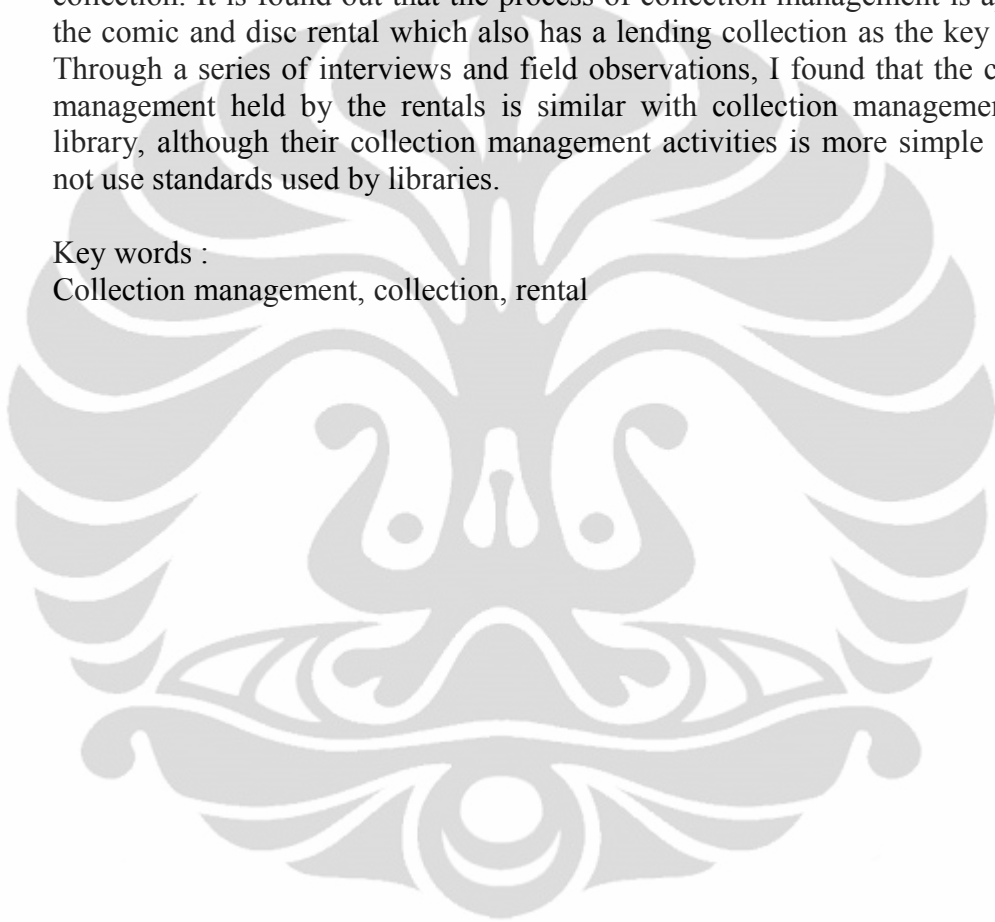 collection. It is found out that the process of collection management is a
the comic and disc rental which also has a lending collection as the key
Through a series of interviews and field observations, I found that the c
management held by the rentals is similar with collection managemen
library, although their collection management activities is more simple
not use standards used by libraries.
Key words :
Collection management, collection, rental